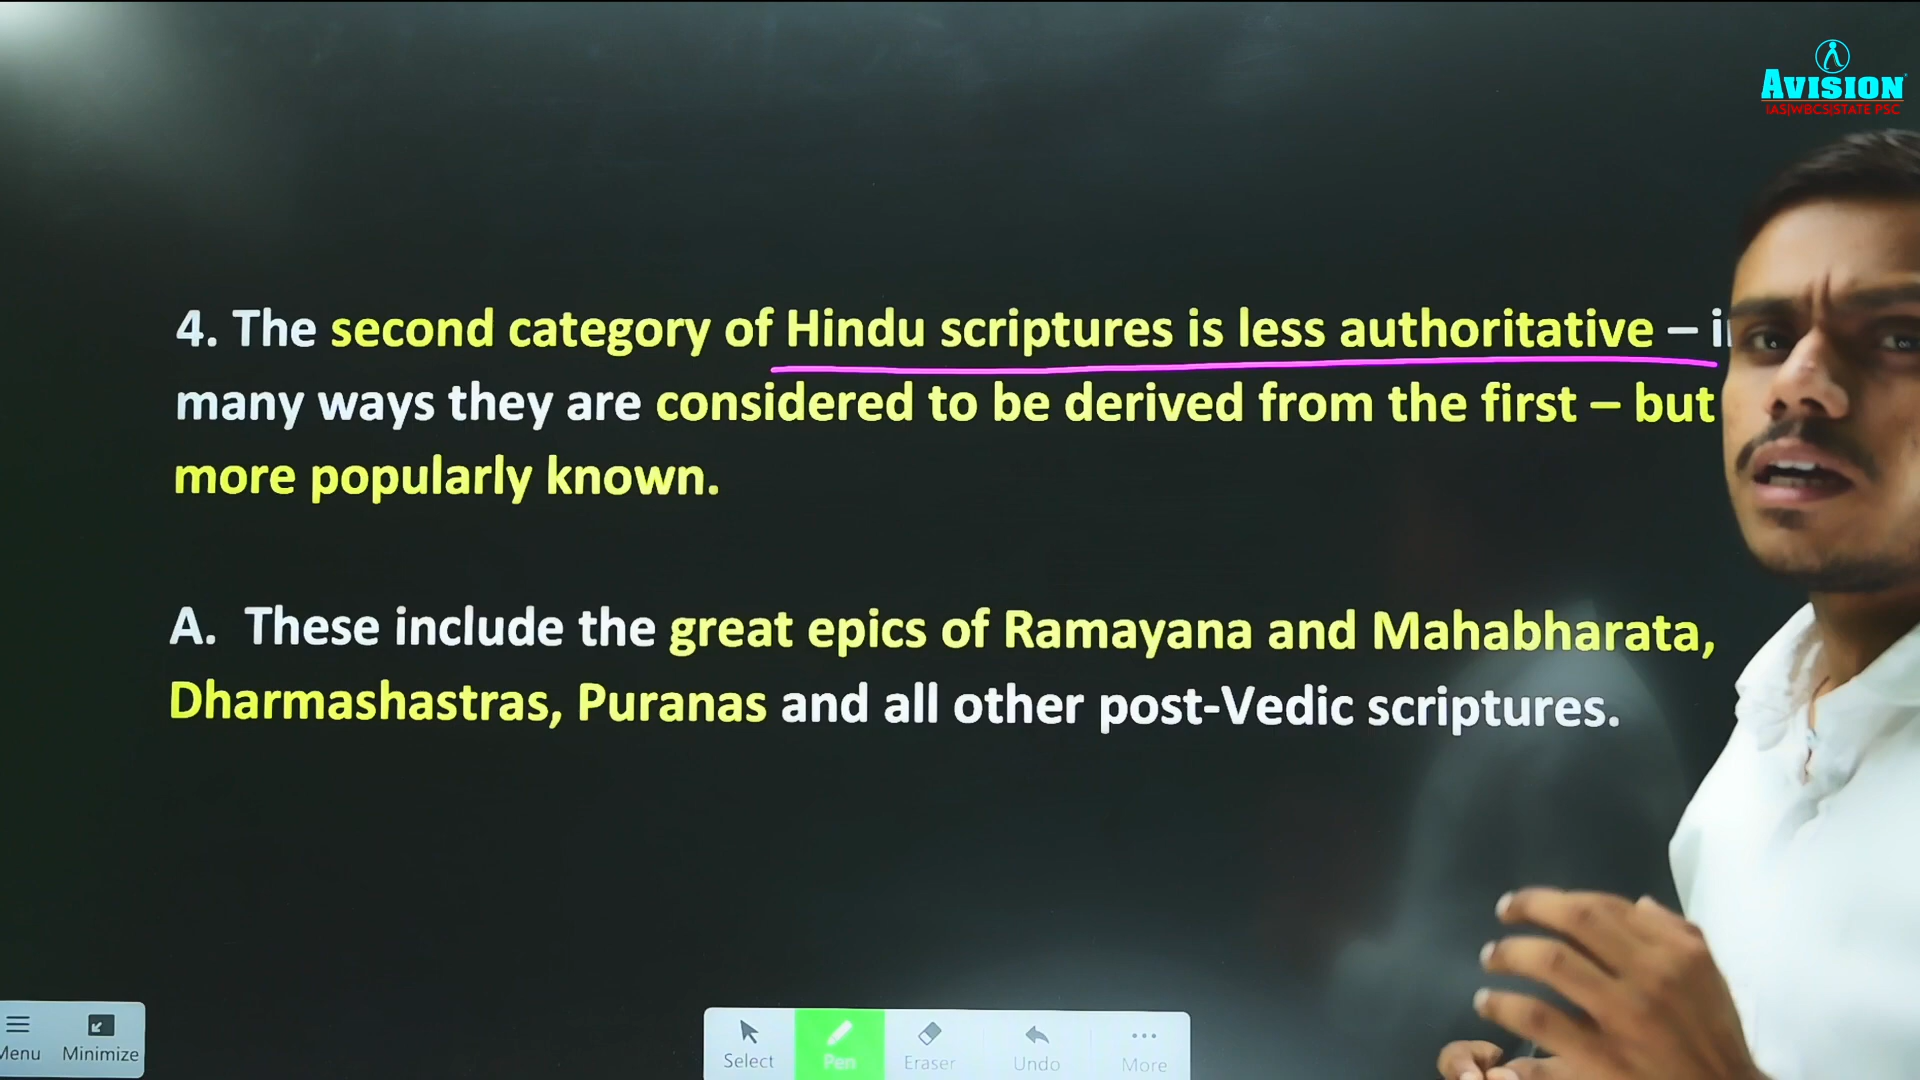 AVISION
IAS|WBCS|STATE PSC
4. The second category of Hindu scriptures is less authoritative –
many ways they are considered to be derived from the first – but
more popularly known.
A. These include the great epics of Ramayana and Mahabharata,
Dharmashastras, Puranas and all other post-Vedic scriptures.
Menu
Minimize
Select
Pen
Eraser
Undo
More